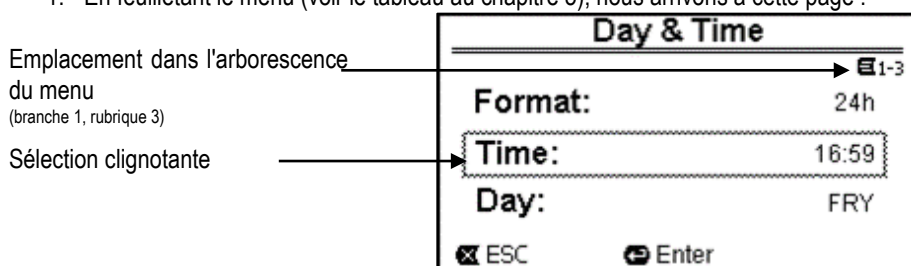 1. En feuilletant le menu (voir le tableau au chapitre 6), nous arrivons à cette page :
Day & Time
Emplacement dans l'arborescence
du menu
(branche 1, rubrique 3)
1-3
Format: 24h
Sélection clignotante
Time: 16:59
Day: FRY
ESC Enter